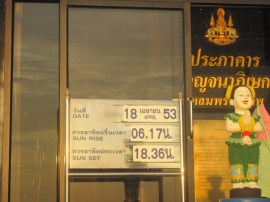 ประภาคาร
กาญจนาภิเษก
วันที่
DATE
18 เมษายน 53
APRIL
ดวงอาทิตย์ขึ้นเวลา
SUN RISE
06.17น.
ดวงอาทิตย์ตกเวลา
SUN SET
18.36น.